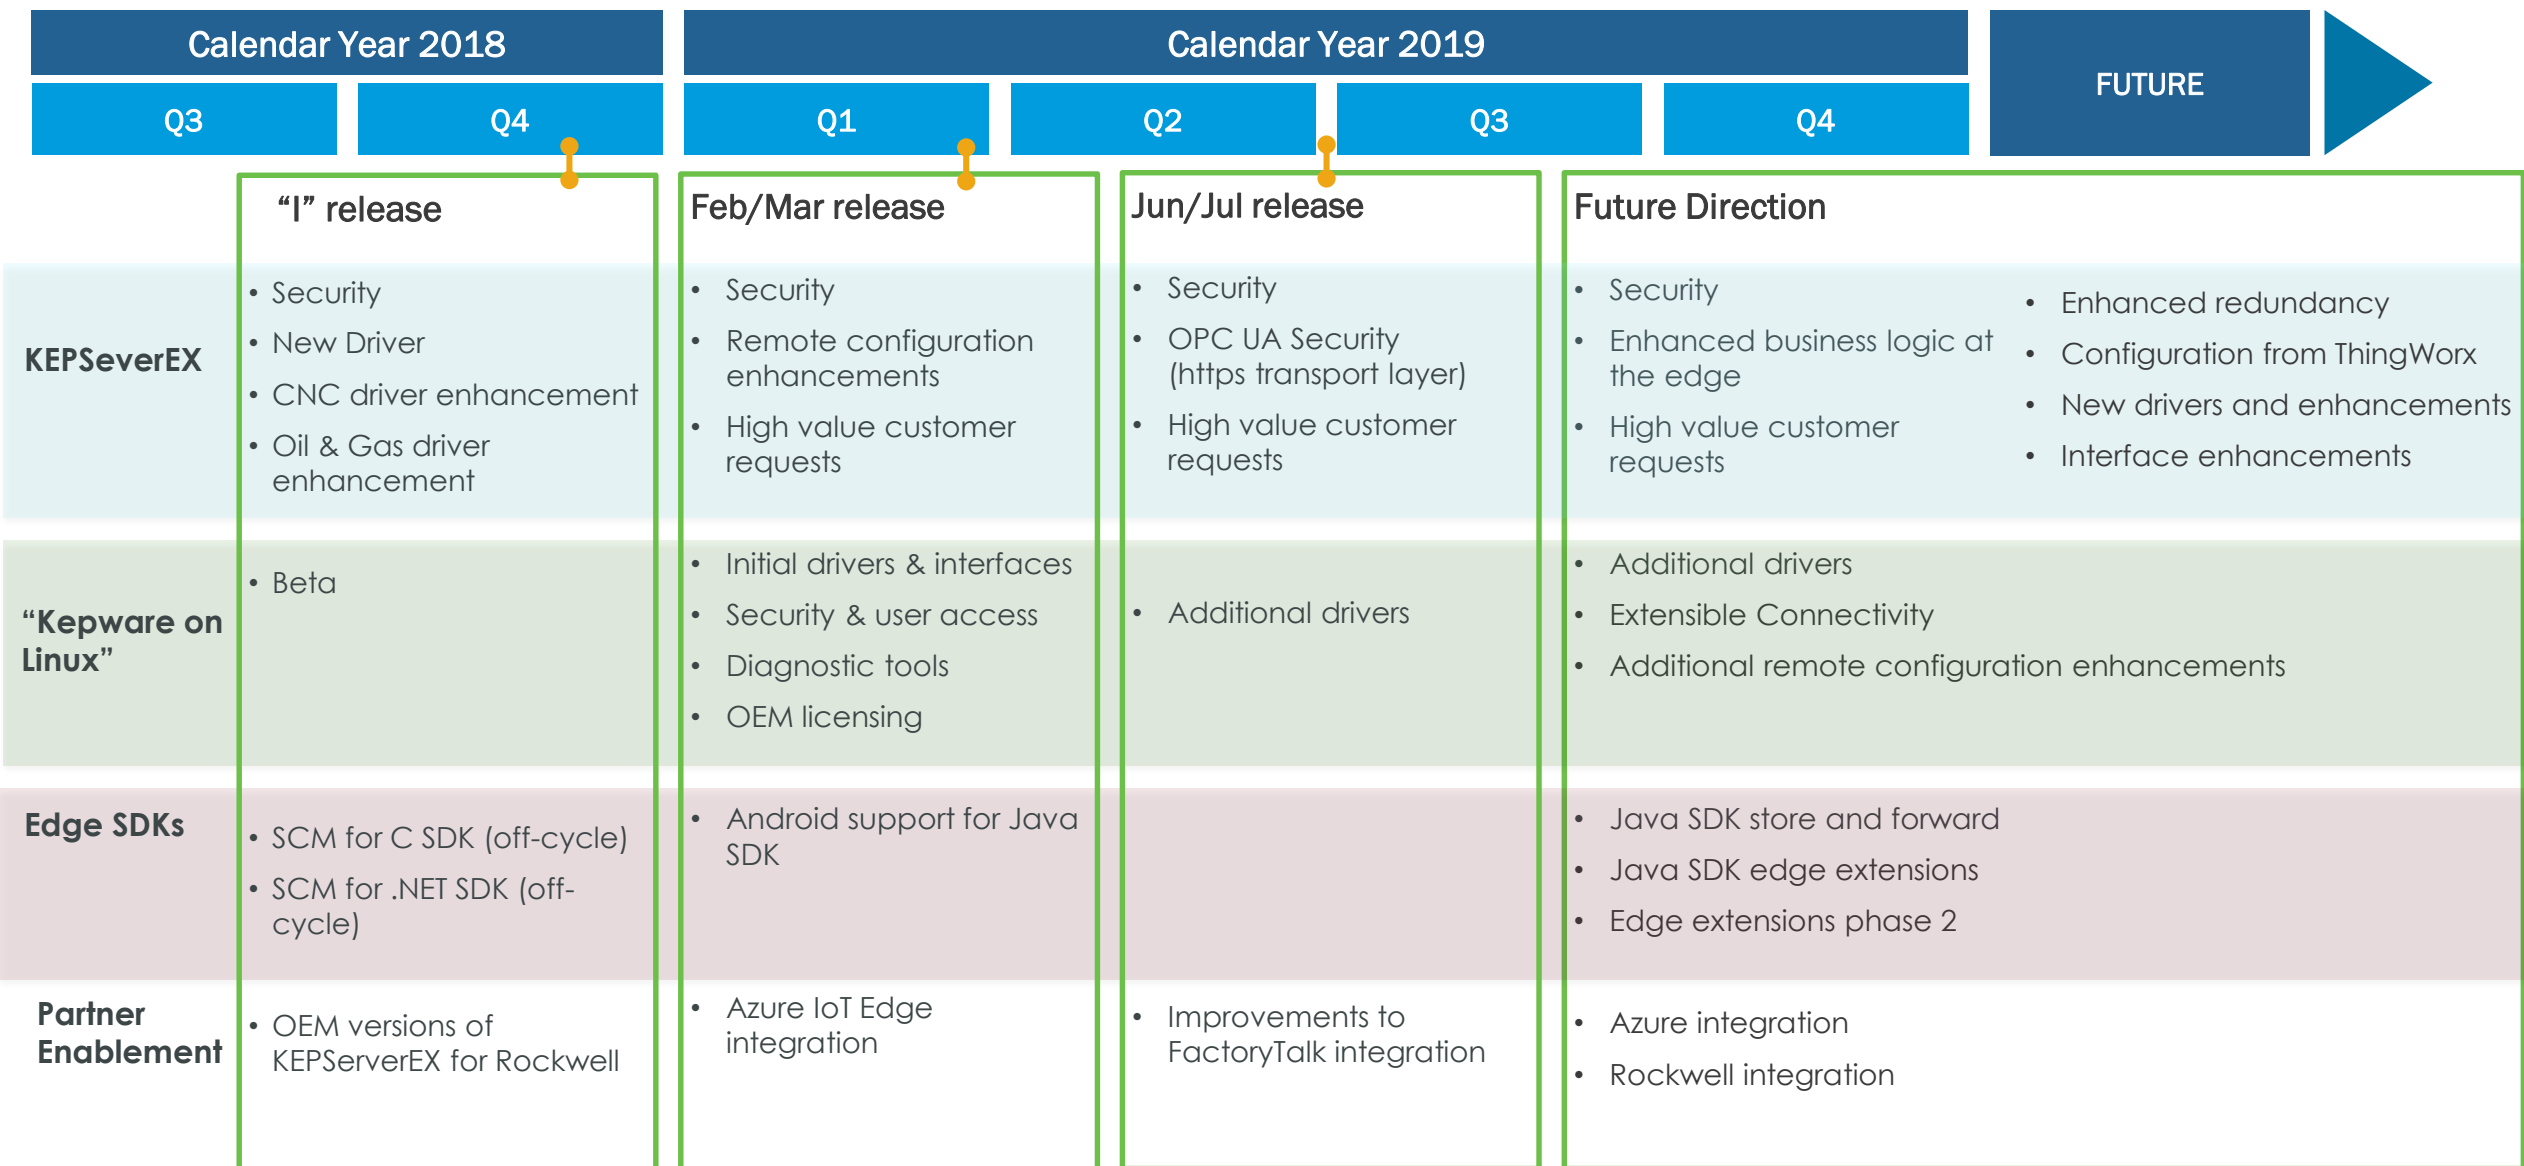 Calendar Year 2018
Calendar Year 2019
FUTURE
Q3
Q4
Q1
Q2
Q3
Q4
“I” release
Feb/Mar release
Jun/Jul release
Future Direction
KEPSeverEX
• Security
• New Driver
• CNC driver enhancement
• Oil & Gas driver
enhancement
• Security
• Remote configuration
enhancements
• High value customer
requests
• Security
• OPC UA Security
(https transport layer)
• High value customer
requests
• Security
• Enhanced business logic at
the edge
• High value customer
requests
• Enhanced redundancy
• Configuration from ThingWorx
• New drivers and enhancements
• Interface enhancements
“Kepware on
Linux”
• Beta
• Initial drivers & interfaces
• Security & user access
• Diagnostic tools
• OEM licensing
• Additional drivers
• Additional drivers
• Extensible Connectivity
• Additional remote configuration enhancements
Edge SDKs
• SCM for C SDK (off-cycle)
• SCM for .NET SDK (off-
cycle)
• Android support for Java
SDK
• Java SDK store and forward
• Java SDK edge extensions
• Edge extensions phase 2
Partner
Enablement
• OEM versions of
KEPServerEX for Rockwell
• Azure IoT Edge
integration
• Improvements to
FactoryTalk integration
• Azure integration
• Rockwell integration